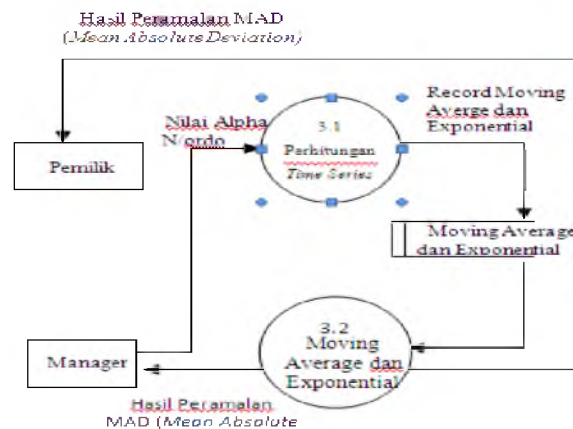 Hasil Peramalan MAD
(Mean Absolute Deviation)
Nilai Alpha
N/ordo
3.1
Perhitungan
Time Series
Record Moving
Averge dan
Exponential
Pemilik
Moving Average
dan Exponential
3.2
Moving
Average dan
Exponential
Manager
Hasil Peramalan
MAD (Mean Absolute